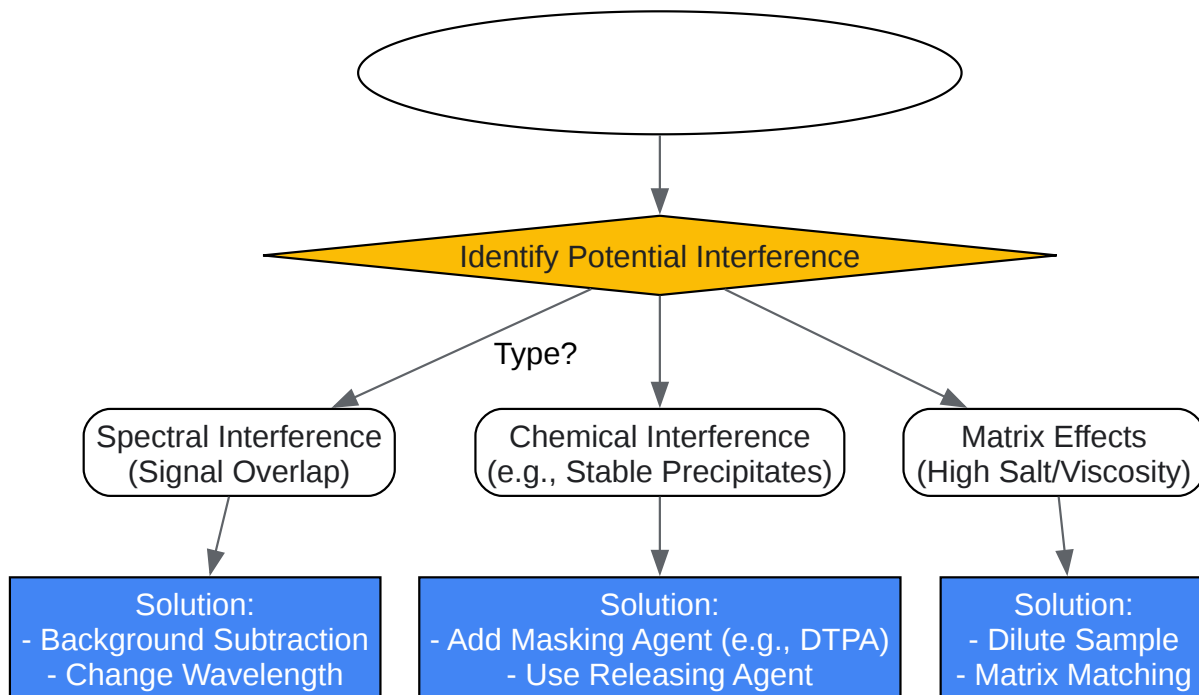 Identify Potential Interference
Type?
Spectral Interference
(Signal Overlap)
Chemical Interference
(e.g., Stable Precipitates)
Matrix Effects
(High Salt/Viscosity)
Solution:
- Background Subtraction
- Change Wavelength
Solution:
- Add Masking Agent (e.g., DTPA)
- Use Releasing Agent
Solution:
- Dilute Sample
- Matrix Matching